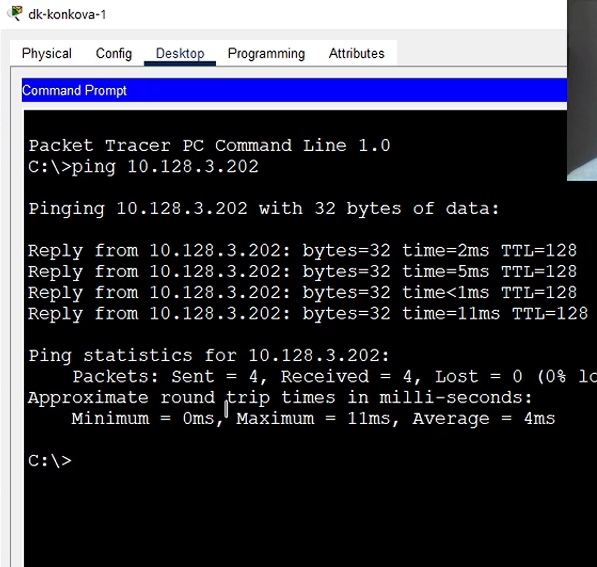 dk-konkova-1
Physical Config Desktop Programming Attributes
Command Prompt
Packet Tracer PC Command Line 1.0
C:\>ping 10.128.3.202
Pinging 10.128.3.202 with 32 bytes of data:
Reply from 10.128.3.202: bytes=32 time=2ms TTL=128
Reply from 10.128.3.202: bytes=32 time=5ms TTL=128
Reply from 10.128.3.202: bytes=32 time<1ms TTL=128
Reply from 10.128.3.202: bytes=32 time=11ms TTL=128
Ping statistics for 10.128.3.202:
Packets: Sent = 4, Received = 4, Lost = 0 (0% lo
Approximate round trip times in milli-seconds:
Minimum = 0ms, Maximum = 11ms, Average = 4ms
C:\>